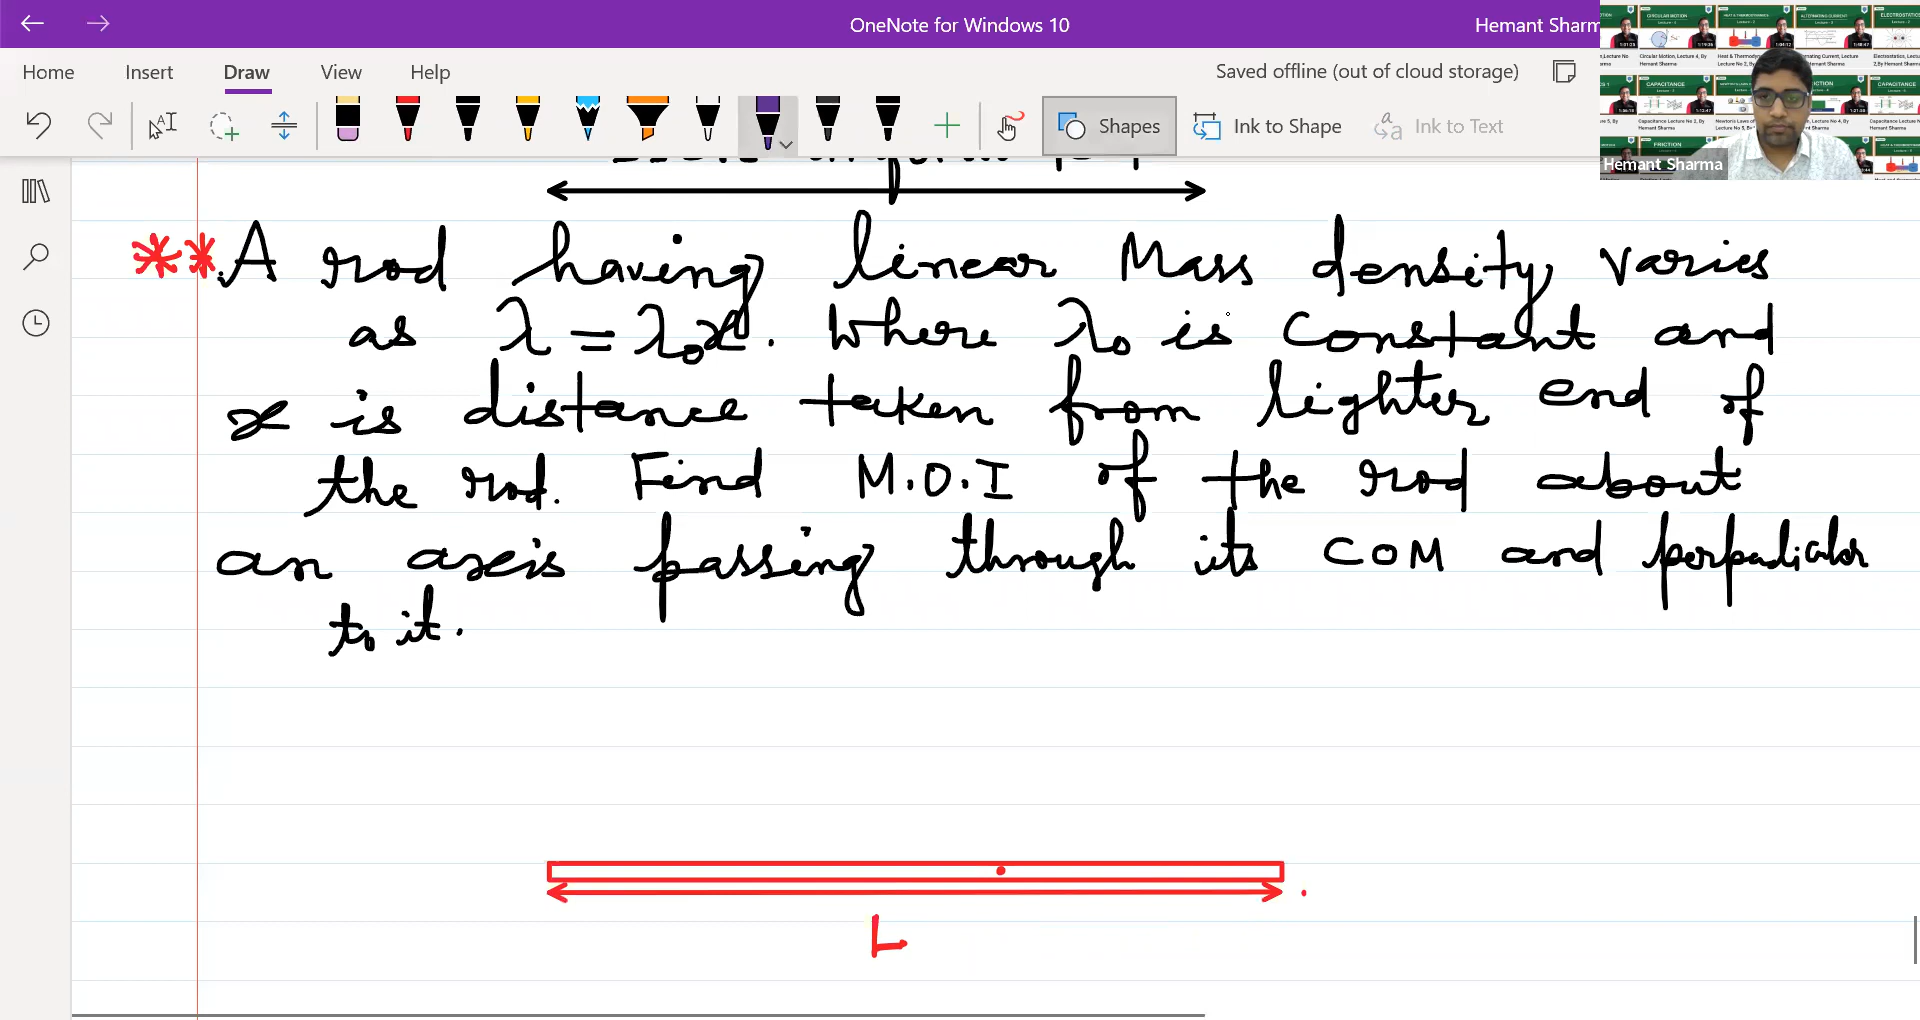 OneNote for Windows 10
Hemant Sharm
Home Insert Draw View Help
Saved offline (out of cloud storage)
Shapes Ink to Shape Ink to Text
Hemant Sharma
**.A rod having linear Mass density varies
as λ = λ₀x. Where λ₀ is constant and
x is distance taken from lighter end of
the rod. Find M.O.I of the rod about
an axis passing through its COM and perpadicular
to it.
L